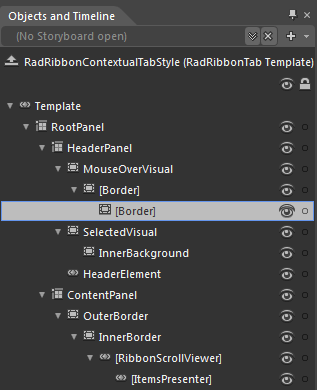 Objects and Timeline
(No Storyboard open)
RadRibbonContextualTabStyle (RadRibbonTab Template)
Template
RootPanel
HeaderPanel
MouseOverVisual
[Border]
[Border]
SelectedVisual
InnerBackground
HeaderElement
ContentPanel
OuterBorder
InnerBorder
[RibbonScrollViewer]
[ItemsPresenter]